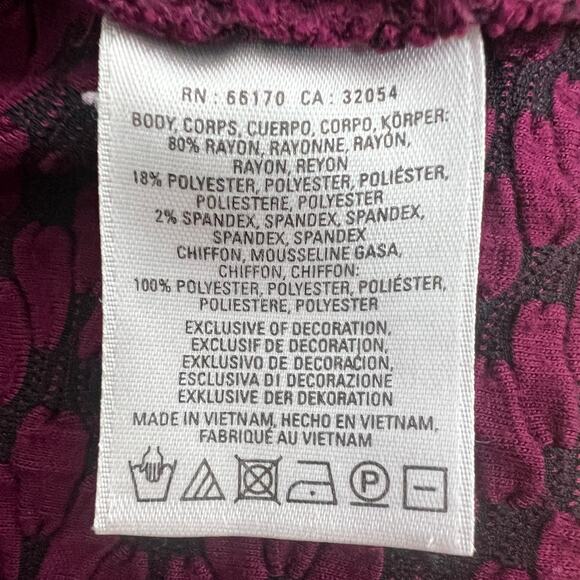 RN : 66170 CA : 32054
BODY, CORPS, CUERPO, CORPO, KÖRPER:
80% RAYON, RAYONNE, RAYÓN,
RAYON, REYON
18% POLYESTER, POLYESTER, POLIÉSTER,
POLIESTERE, POLYESTER
2% SPANDEX, SPANDEX, SPANDEX,
SPANDEX, SPANDEX
CHIFFON, MOUSSELINE GASA,
CHIFFON, CHIFFON:
100% POLYESTER, POLYESTER, POLIÉSTER,
POLIESTERE, POLYESTER
EXCLUSIVE OF DECORATION,
EXCLUSIF DE DECORATION,
EXKLUSIVO DE DECORACIÓN,
ESCLUSIVA DI DECORAZIONE
EXKLUSIVE DER DEKORATION
MADE IN VIETNAM, HECHO EN VIETNAM,
FABRIQUÉ AU VIETNAM
P